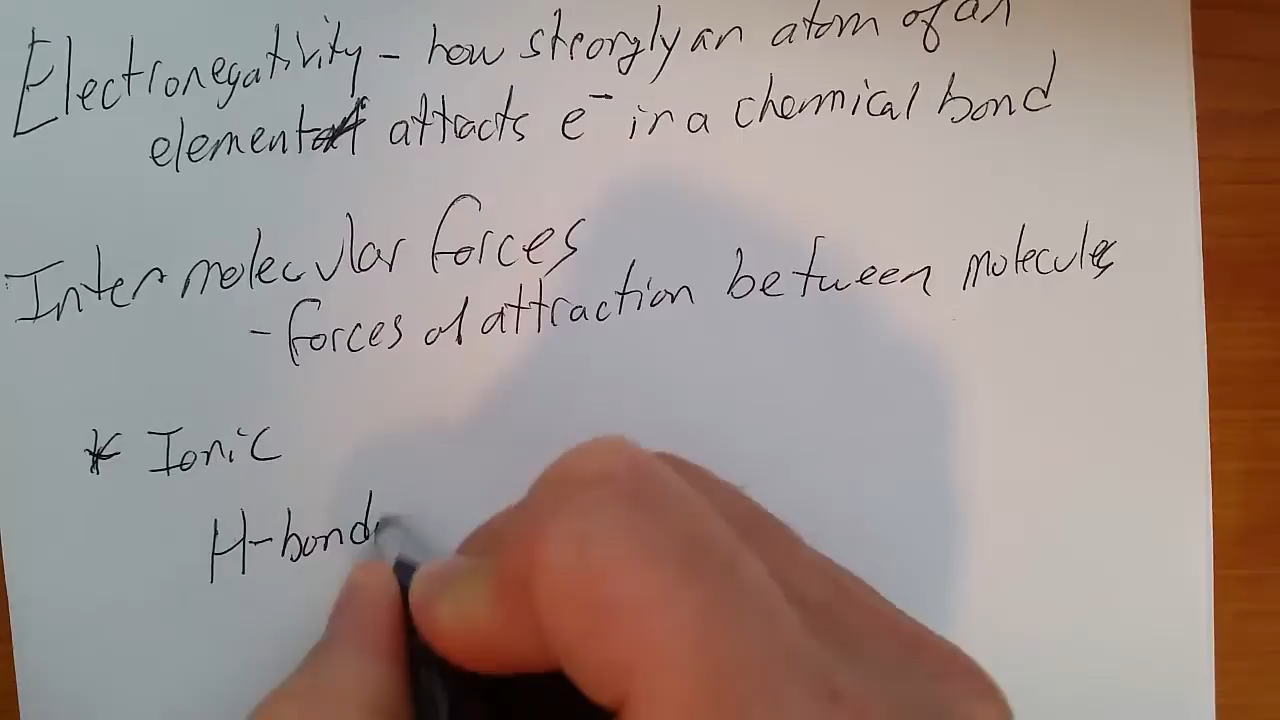 Electronegativity - how strongly an atom of an
element attracts e⁻ in a chemical bond
Intermolecular forces
- forces of attraction between molecules
* Ionic
H-bond